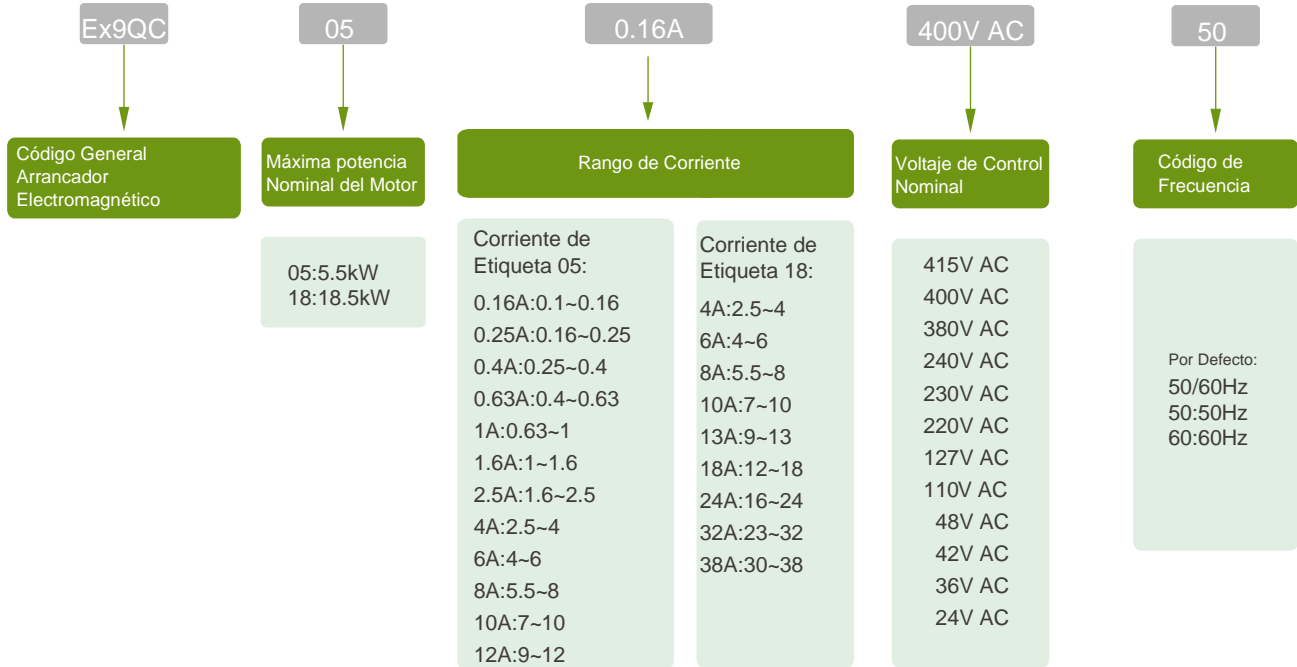 Ex9QC
05
0.16A
400V AC
50
Código General
Arrancador
Electromagnético
Máxima potencia
Nominal del Motor
Rango de Corriente
Voltaje de Control
Nominal
Código de
Frecuencia
05:5.5kW
18:18.5kW
Corriente de
Etiqueta 05:
0.16A:0.1~0.16
0.25A:0.16~0.25
0.4A:0.25~0.4
0.63A:0.4~0.63
1A:0.63~1
1.6A:1~1.6
2.5A:1.6~2.5
4A:2.5~4
6A:4~6
8A:5.5~8
10A:7~10
12A:9~12
Corriente de
Etiqueta 18:
4A:2.5~4
6A:4~6
8A:5.5~8
10A:7~10
13A:9~13
18A:12~18
24A:16~24
32A:23~32
38A:30~38
415V AC
400V AC
380V AC
240V AC
230V AC
220V AC
127V AC
110V AC
48V AC
42V AC
36V AC
24V AC
Por Defecto:
50/60Hz
50:50Hz
60:60Hz